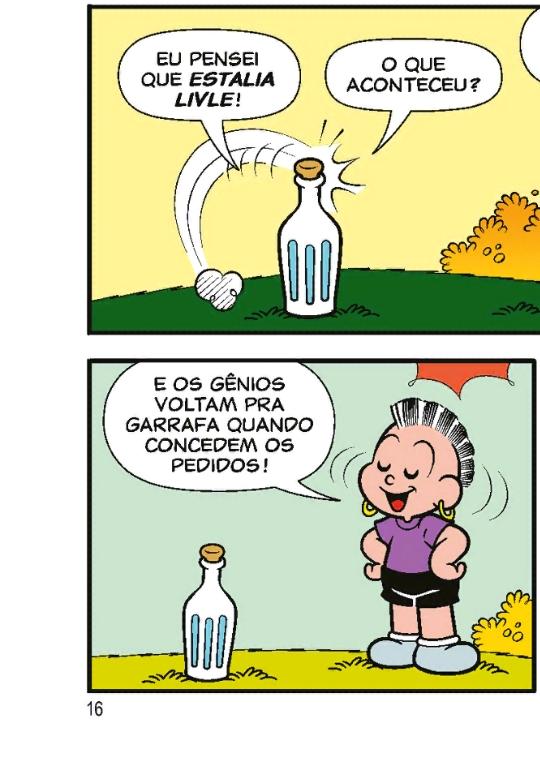 EU PENSEI
QUE ESTALIA
LIVLE!
O QUE
ACONTECEU?
E OS GÊNIOS
VOLTAM PRA
GARRAFA QUANDO
CONCEDEM OS
PEDIDOS!
16